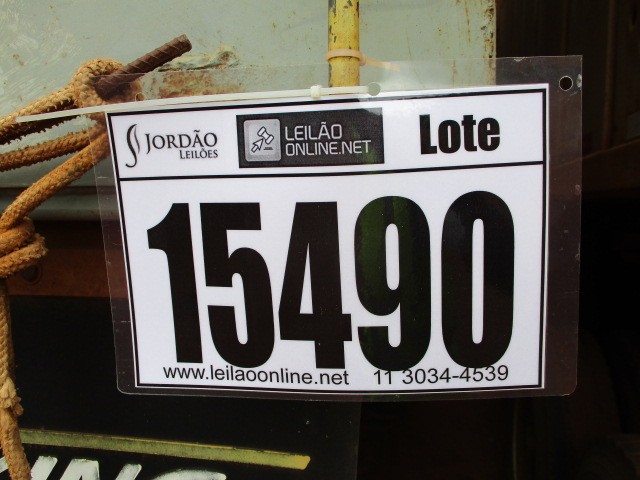 JORDÃO
LEILÕES
LEILÃO
ONLINE.NET
Lote
15490
www.leilaoonline.net 11 3034-4539